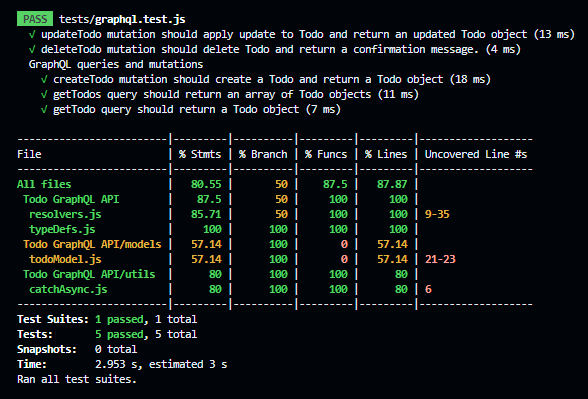 PASS tests/graphql.test.js
√ updateTodo mutation should apply update to Todo and return an updated Todo object (13 ms)
√ deleteTodo mutation should delete Todo and return a confirmation message. (4 ms)
GraphQL queries and mutations
√ createTodo mutation should create a Todo and return a Todo object (18 ms)
√ getTodos query should return an array of Todo objects (11 ms)
√ getTodo query should return a Todo object (7 ms)
-------------------------|---------|----------|---------|---------|-------------------
File | % Stmts | % Branch | % Funcs | % Lines | Uncovered Line #s
-------------------------|---------|----------|---------|---------|-------------------
All files | 80.55 | 50 | 87.5 | 87.87 |
Todo GraphQL API | 87.5 | 50 | 100 | 100 |
resolvers.js | 85.71 | 50 | 100 | 100 | 9-35
typeDefs.js | 100 | 100 | 100 | 100 |
Todo GraphQL API/models | 57.14 | 100 | 0 | 57.14 |
todoModel.js | 57.14 | 100 | 0 | 57.14 | 21-23
Todo GraphQL API/utils | 80 | 100 | 100 | 80 |
catchAsync.js | 80 | 100 | 100 | 80 | 6
-------------------------|---------|----------|---------|---------|-------------------
Test Suites: 1 passed, 1 total
Tests: 5 passed, 5 total
Snapshots: 0 total
Time: 2.953 s, estimated 3 s
Ran all test suites.